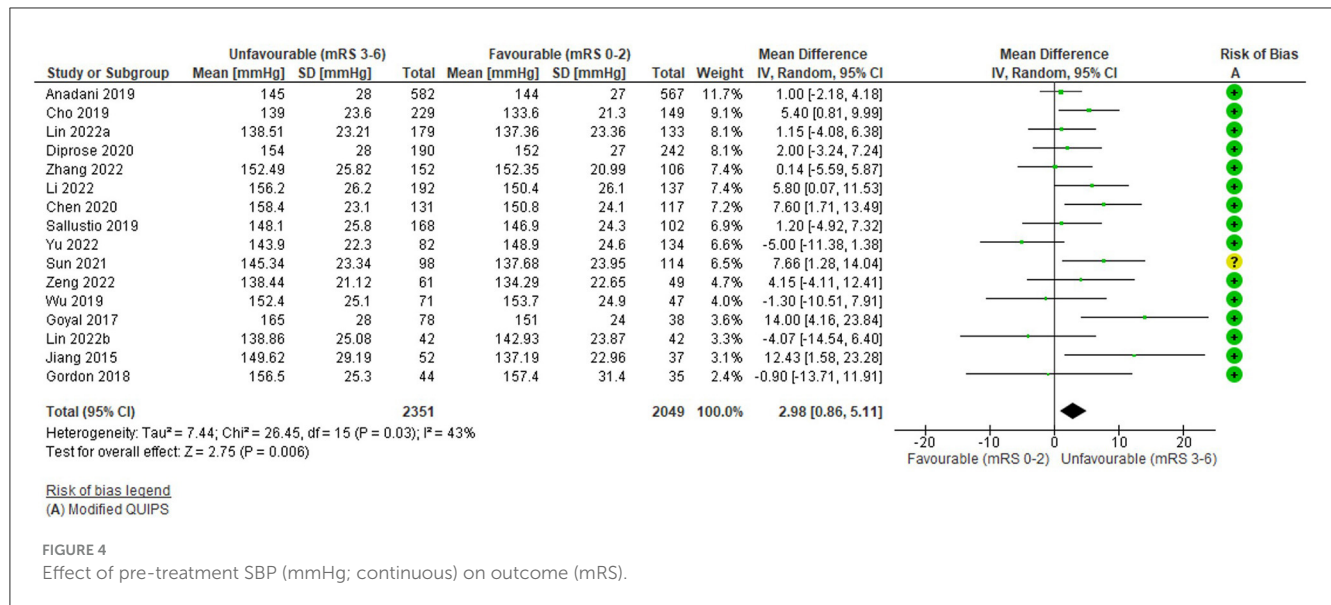 Unfavourable (mRS 3-6) Favourable (mRS 0-2) Mean Difference Mean Difference Risk of Bias
Study or Subgroup Mean [mmHg] SD [mmHg] Total Mean [mmHg] SD [mmHg] Total Weight IV, Random, 95% CI IV, Random, 95% CI A
Anadani 2019 145 28 582 144 27 567 11.7% 1.00 [-2.18, 4.18] +
Cho 2019 139 23.6 229 133.6 21.3 149 9.1% 5.40 [0.81, 9.99] +
Lin 2022a 138.51 23.21 179 137.36 23.36 133 8.1% 1.15 [-4.08, 6.38] +
Diprose 2020 154 28 190 152 27 242 8.1% 2.00 [-3.24, 7.24] +
Zhang 2022 152.49 25.82 152 152.35 20.99 106 7.4% 0.14 [-5.59, 5.87] +
Li 2022 156.2 26.2 192 150.4 26.1 137 7.4% 5.80 [0.07, 11.53] +
Chen 2020 158.4 23.1 131 150.8 24.1 117 7.2% 7.60 [1.71, 13.49] +
Sallustio 2019 148.1 25.8 168 146.9 24.3 102 6.9% 1.20 [-4.92, 7.32] +
Yu 2022 143.9 22.3 82 148.9 24.6 134 6.6% -5.00 [-11.38, 1.38] +
Sun 2021 145.34 23.34 98 137.68 23.95 114 6.5% 7.66 [1.28, 14.04] ?
Zeng 2022 138.44 21.12 61 134.29 22.65 49 4.7% 4.15 [-4.11, 12.41] +
Wu 2019 152.4 25.1 71 153.7 24.9 47 4.0% -1.30 [-10.51, 7.91] +
Goyal 2017 165 28 78 151 24 38 3.6% 14.00 [4.16, 23.84] +
Lin 2022b 138.86 25.08 42 142.93 23.87 42 3.3% -4.07 [-14.54, 6.40] +
Jiang 2015 149.62 29.19 52 137.19 22.96 37 3.1% 12.43 [1.58, 23.28] +
Gordon 2018 156.5 25.3 44 157.4 31.4 35 2.4% -0.90 [-13.71, 11.91] +
Total (95% CI) 2351 2049 100.0% 2.98 [0.86, 5.11]
Heterogeneity: Tau² = 7.44; Chi² = 26.45, df = 15 (P = 0.03); I² = 43%
Test for overall effect: Z = 2.75 (P = 0.006)
-20 -10 0 10 20
Favourable (mRS 0-2) Unfavourable (mRS 3-6)
Risk of bias legend
(A) Modified QUIPS
FIGURE 4
Effect of pre-treatment SBP (mmHg; continuous) on outcome (mRS).